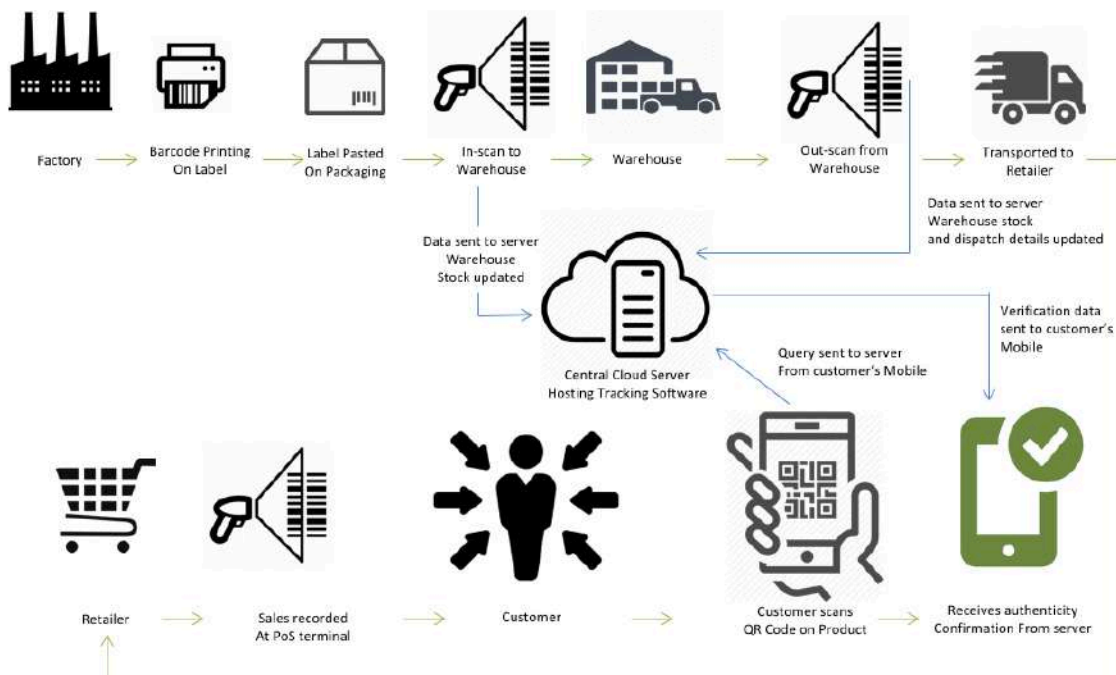 Factory
Barcode Printing
On Label
Label Pasted
On Packaging
In-scan to
Warehouse
Warehouse
Out-scan from
Warehouse
Transported to
Retailer
Data sent to server
Warehouse
Stock updated
Data sent to server
Warehouse stock
and dispatch details updated
Central Cloud Server
Hosting Tracking Software
Query sent to server
From customer's Mobile
Verification data
sent to customer's
Mobile
Retailer
Sales recorded
At PoS terminal
Customer
Customer scans
QR Code on Product
Receives authenticity
Confirmation From server